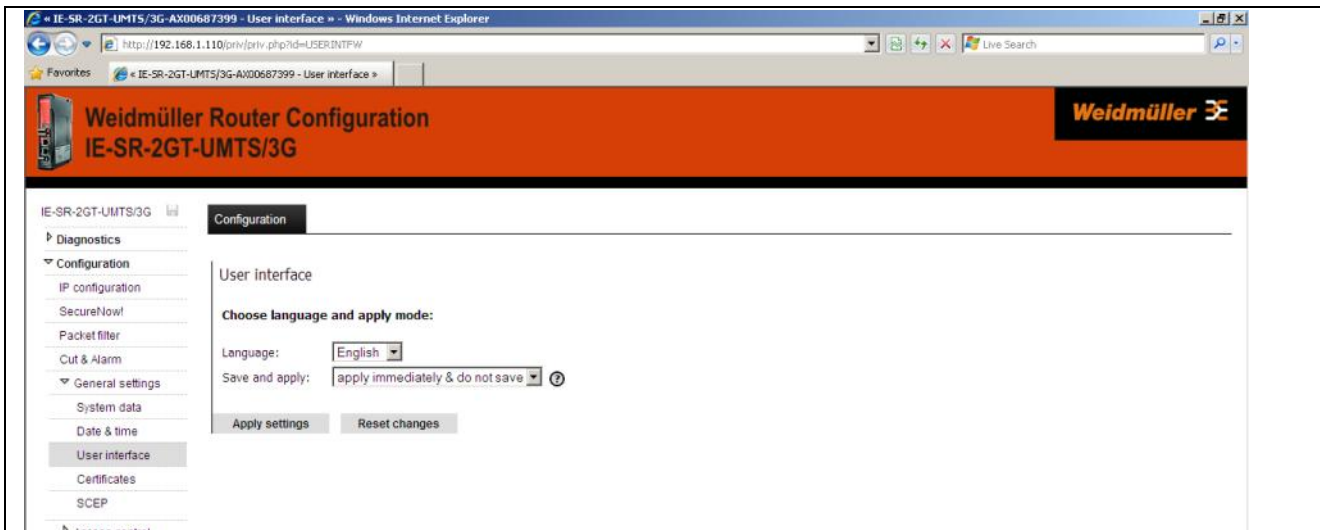 « IE-SR-2GT-UMTS/3G-AX00687399 - User interface » - Windows Internet Explorer
http://192.168.1.110/priv/priv.php?id=USERINTFW
Live Search
Favorites
« IE-SR-2GT-UMTS/3G-AX00687399 - User interface »
Weidmüller Router Configuration
IE-SR-2GT-UMTS/3G
Weidmüller
IE-SR-2GT-UMTS/3G
Configuration
Diagnostics
Configuration
IP configuration
SecureNow!
Packet filter
Cut & Alarm
General settings
System data
Date & time
User interface
Certificates
SCEP
User interface
Choose language and apply mode:
Language: English
Save and apply: apply immediately & do not save ?
Apply settings Reset changes